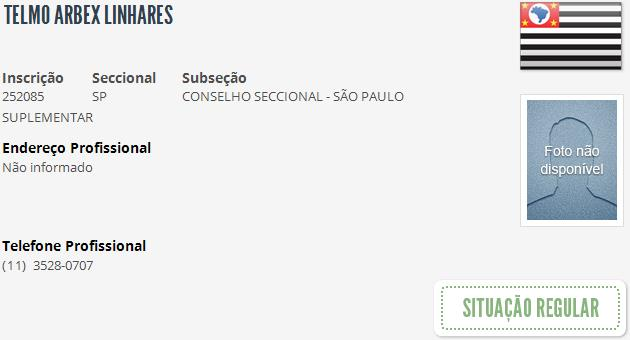 TELMO ARBEX LINHARES
Inscrição Seccional Subseção
252085 SP CONSELHO SECCIONAL - SÃO PAULO
SUPLEMENTAR
Endereço Profissional
Não informado
Foto não
disponível
Telefone Profissional
(11) 3528-0707
SITUAÇÃO REGULAR